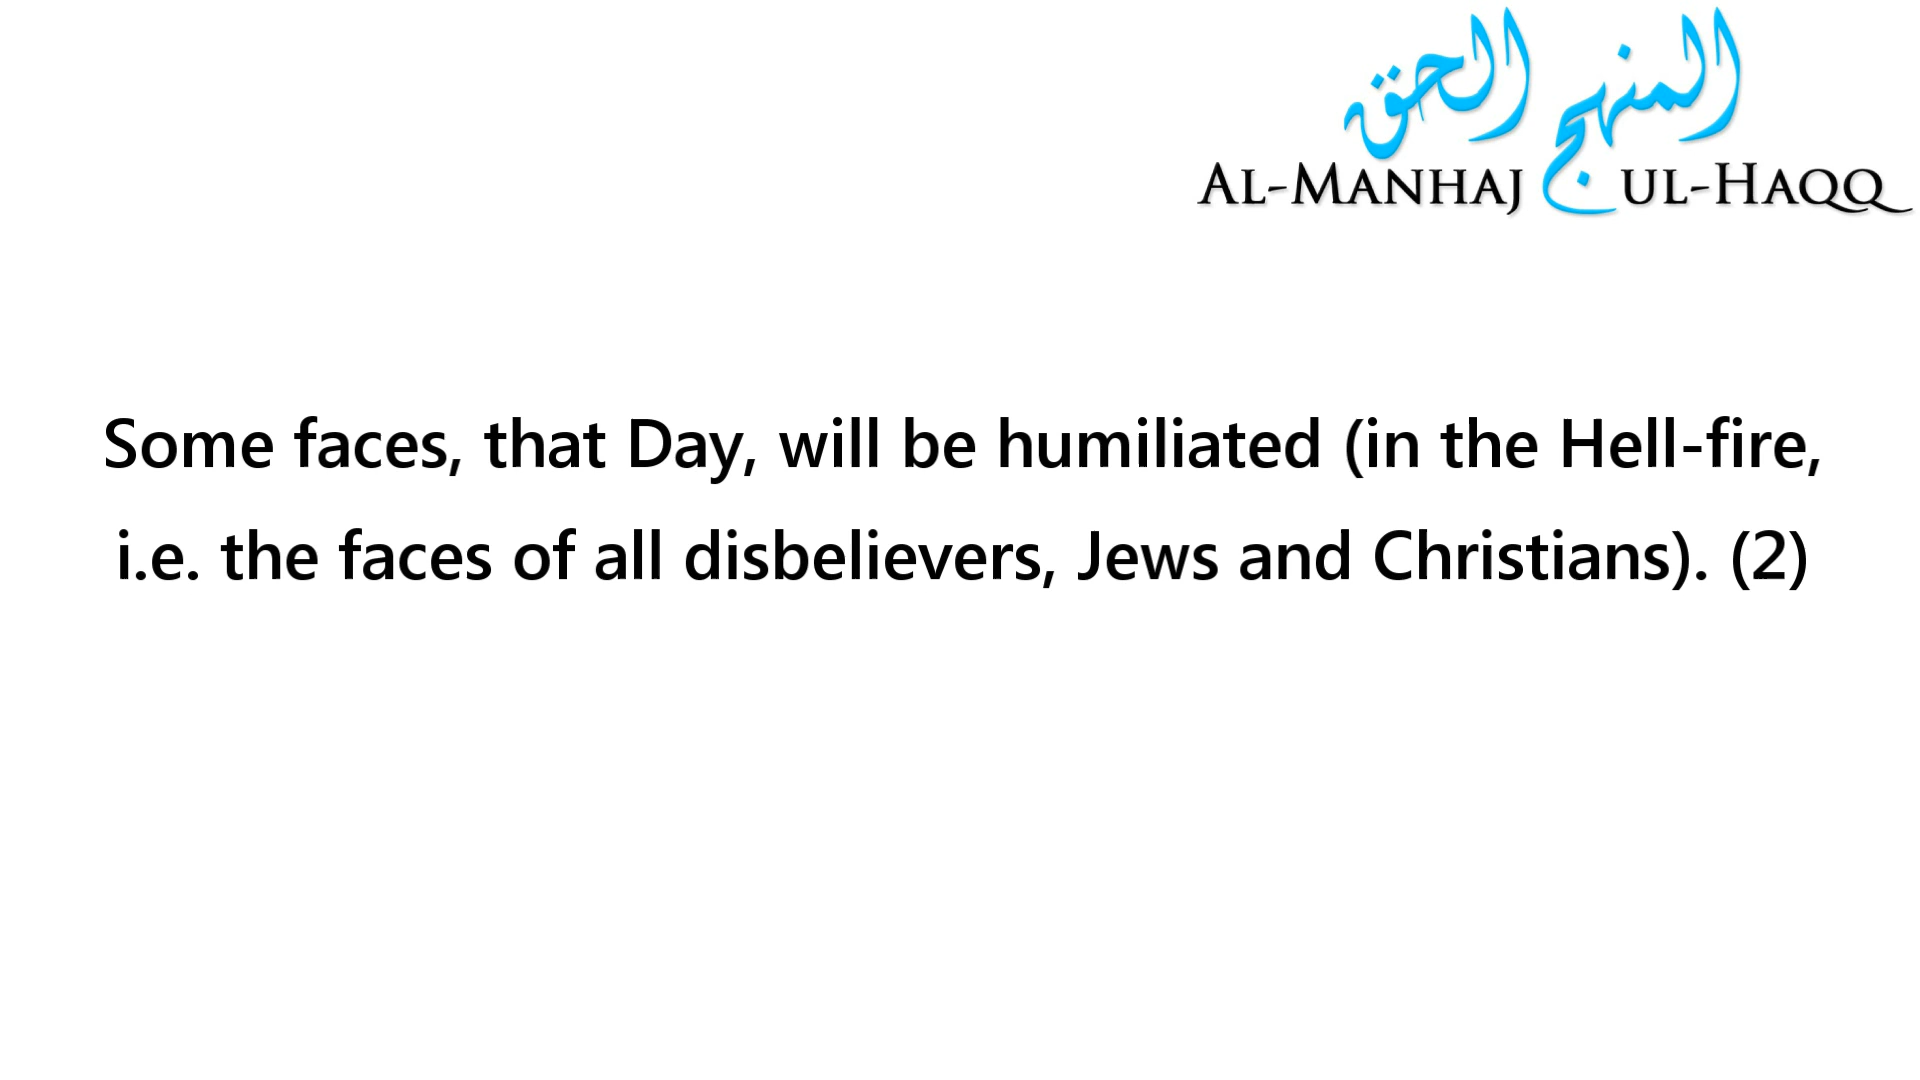 المنهج الحق
AL-MANHAJ UL-HAQQ
Some faces, that Day, will be humiliated (in the Hell-fire,
i.e. the faces of all disbelievers, Jews and Christians). (2)